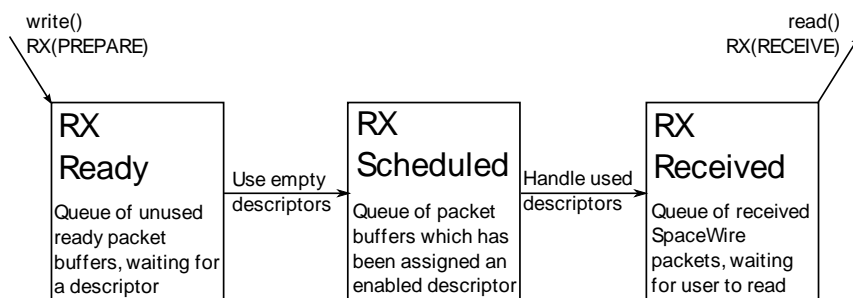 write()
RX(PREPARE)
read()
RX(RECEIVE)
RX
Ready
Queue of unused
ready packet
buffers, waiting for
a descriptor
Use empty
descriptors
RX
Scheduled
Queue of packet
buffers which has
been assigned an
enabled descriptor
Handle used
descriptors
RX
Received
Queue of received
SpaceWire
packets, waiting
for user to read